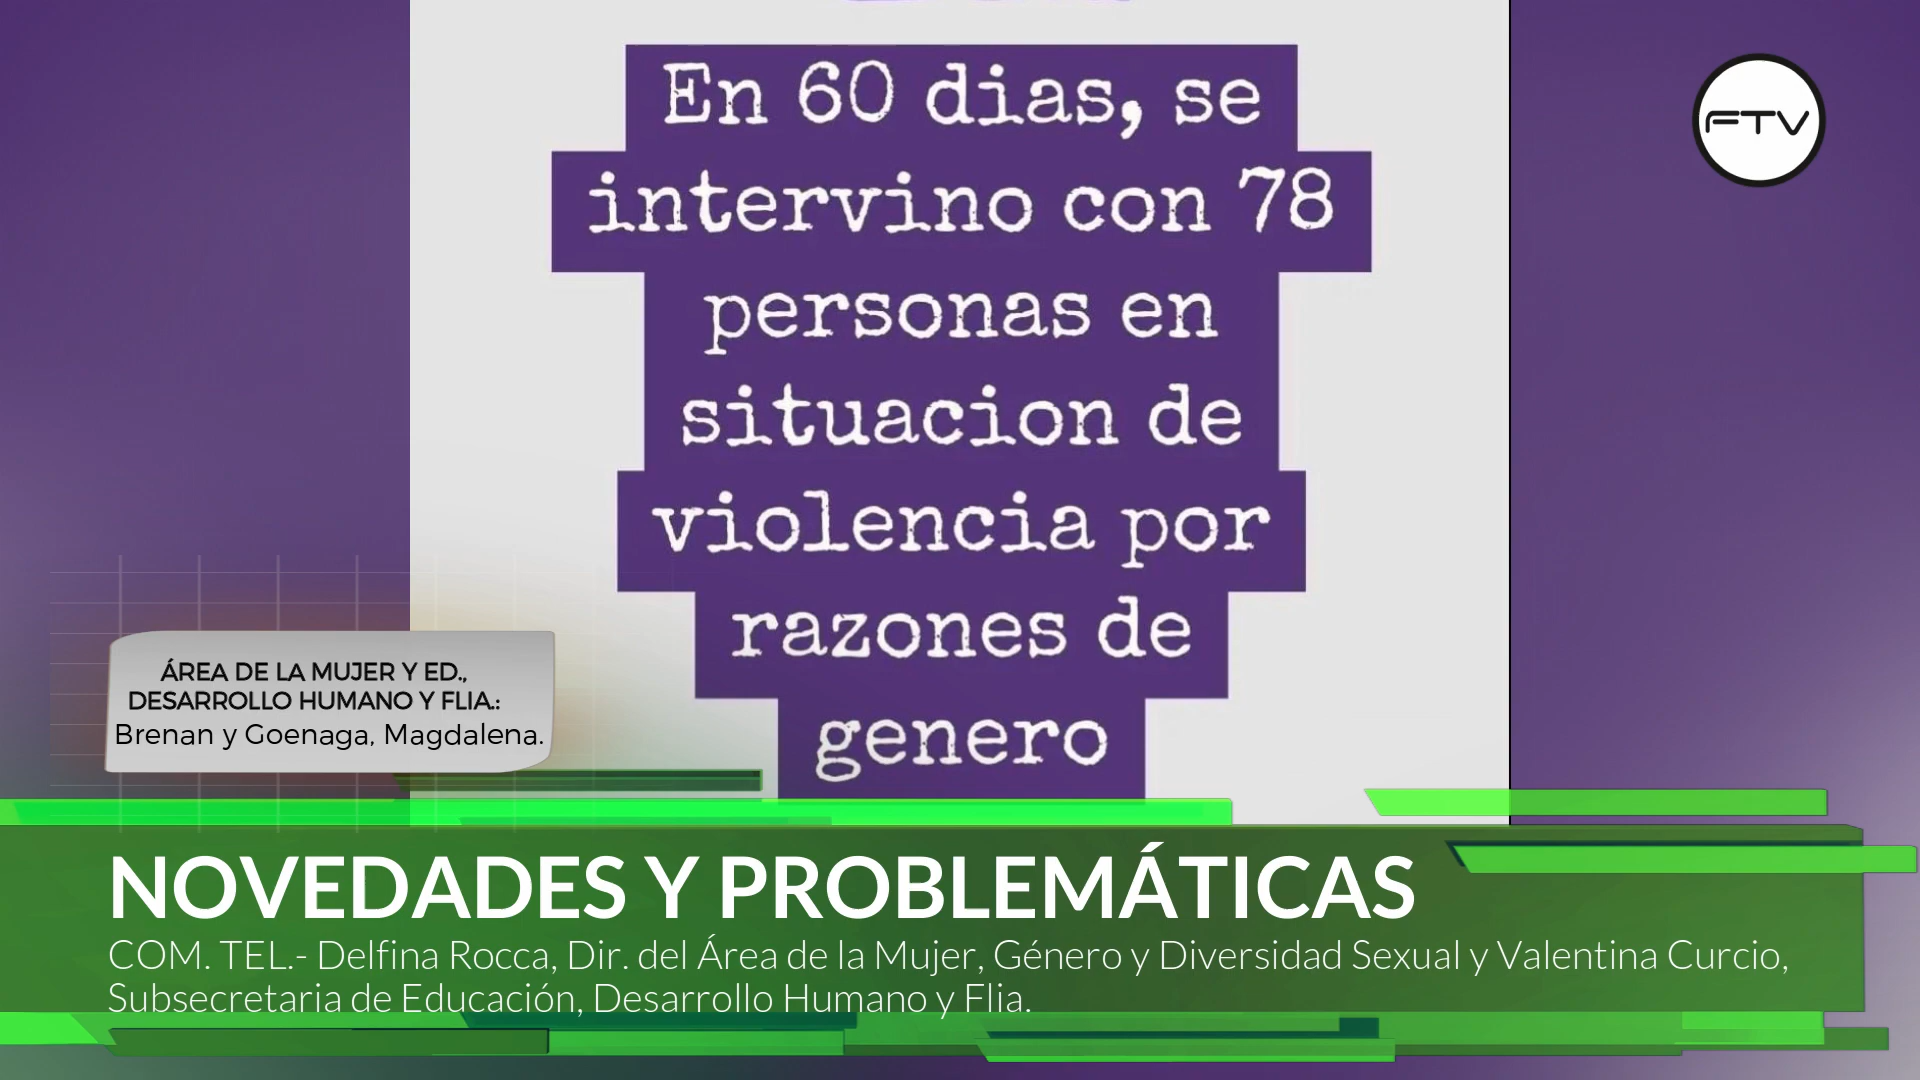 En 60 dias, se
intervino con 78
personas en
situacion de
violencia por
razones de
genero
FTV
ÁREA DE LA MUJER Y ED.,
DESARROLLO HUMANO Y FLIA.:
Brenan y Goenaga, Magdalena.
NOVEDADES Y PROBLEMÁTICAS
COM. TEL.- Delfina Rocca, Dir. del Área de la Mujer, Género y Diversidad Sexual y Valentina Curcio,
Subsecretaria de Educación, Desarrollo Humano y Flia.